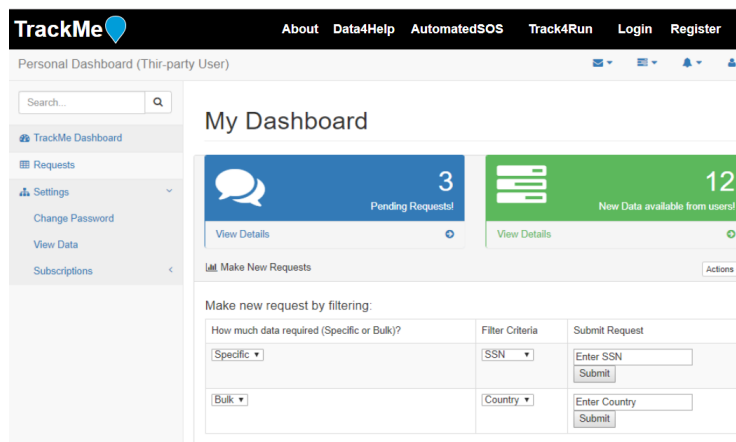 TrackMe
About Data4Help AutomatedSOS Track4Run Login Register
Personal Dashboard (Thir-party User)
Search...
TrackMe Dashboard
Requests
Settings
Change Password
View Data
Subscriptions
My Dashboard
3
Pending Requests!
View Details
12
New Data available from users!
View Details
Make New Requests
Actions
Make new request by filtering:
How much data required (Specific or Bulk)? Filter Criteria Submit Request
Specific SSN Enter SSN
Submit
Bulk Country Enter Country
Submit